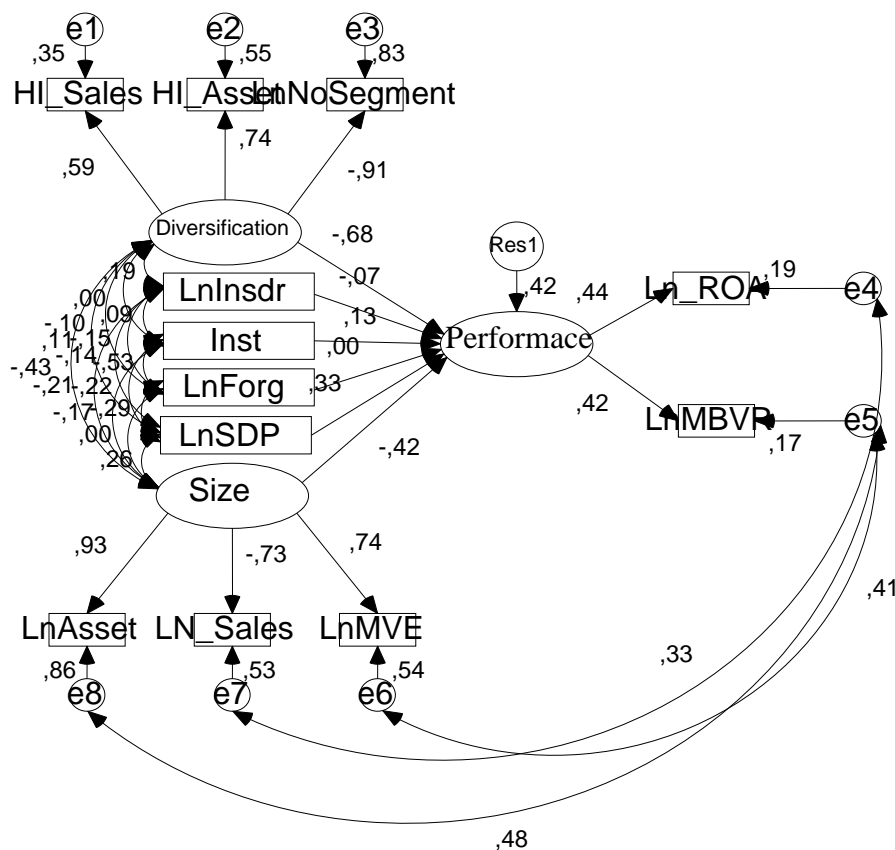 e1 e2 e3
,35 ,55 ,83
HI_Sales HI_Asset LnNoSegment
,59 ,74 -,91
Diversification
-,68
Res1
,19 -,07 ,42 ,44 Ln_ROA ,19 e4
,00 LnInsdr
-,10 ,09 ,13
,11 -,15 Inst ,00 Performace
-,43 -,14 ,53
-,21 -,22 LnForg ,33 ,42 LnMBVR e5
-,17 -,29 ,17
,00 LnSDP -,42
,26
Size
,93 -,73 ,74 ,41
LnAsset LN_Sales LnMVE
,33
,86 ,53 ,54
e8 e7 e6
,48